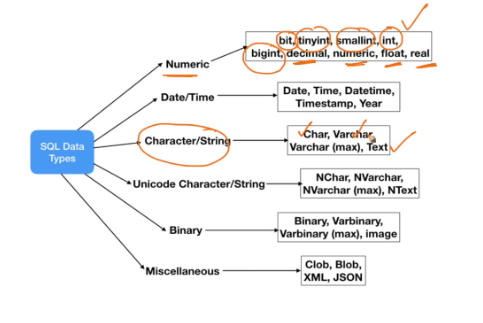 bit, tinyint, smallint, int,
bigint, decimal, numeric, float, real
Numeric
Date/Time
Date, Time, Datetime,
Timestamp, Year
SQL Data
Types
Character/String
Char, Varchar,
Varchar (max), Text
Unicode Character/String
NChar, NVarchar,
NVarchar (max), NText
Binary
Binary, Varbinary,
Varbinary (max), image
Miscellaneous
Clob, Blob,
XML, JSON